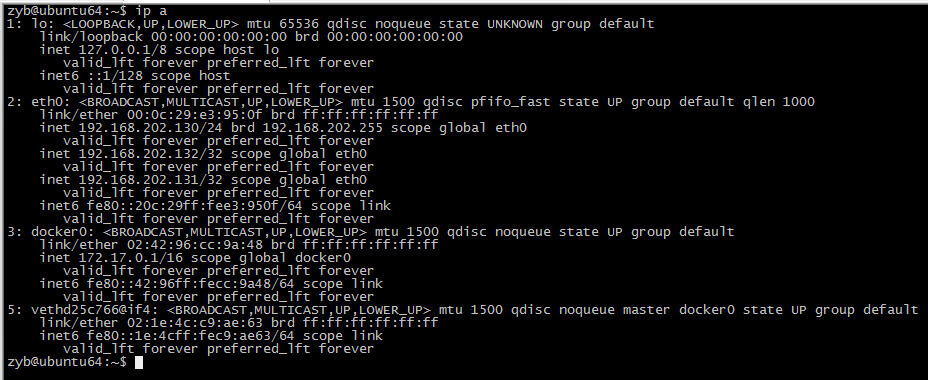 zyb@ubuntu64:~$ ip a
1: lo: <LOOPBACK,UP,LOWER_UP> mtu 65536 qdisc noqueue state UNKNOWN group default
link/loopback 00:00:00:00:00:00 brd 00:00:00:00:00:00
inet 127.0.0.1/8 scope host lo
valid_lft forever preferred_lft forever
inet6 ::1/128 scope host
valid_lft forever preferred_lft forever
2: eth0: <BROADCAST,MULTICAST,UP,LOWER_UP> mtu 1500 qdisc pfifo_fast state UP group default qlen 1000
link/ether 00:0c:29:e3:95:0f brd ff:ff:ff:ff:ff:ff
inet 192.168.202.130/24 brd 192.168.202.255 scope global eth0
valid_lft forever preferred_lft forever
inet 192.168.202.132/32 scope global eth0
valid_lft forever preferred_lft forever
inet 192.168.202.131/32 scope global eth0
valid_lft forever preferred_lft forever
inet6 fe80::20c:29ff:fee3:950f/64 scope link
valid_lft forever preferred_lft forever
3: docker0: <BROADCAST,MULTICAST,UP,LOWER_UP> mtu 1500 qdisc noqueue state UP group default
link/ether 02:42:96:cc:9a:48 brd ff:ff:ff:ff:ff:ff
inet 172.17.0.1/16 scope global docker0
valid_lft forever preferred_lft forever
inet6 fe80::42:96ff:fecc:9a48/64 scope link
valid_lft forever preferred_lft forever
5: vethd25c766@if4: <BROADCAST,MULTICAST,UP,LOWER_UP> mtu 1500 qdisc noqueue master docker0 state UP group default
link/ether 02:1e:4c:c9:ae:63 brd ff:ff:ff:ff:ff:ff
inet6 fe80::1e:4cff:fec9:ae63/64 scope link
valid_lft forever preferred_lft forever
zyb@ubuntu64:~$